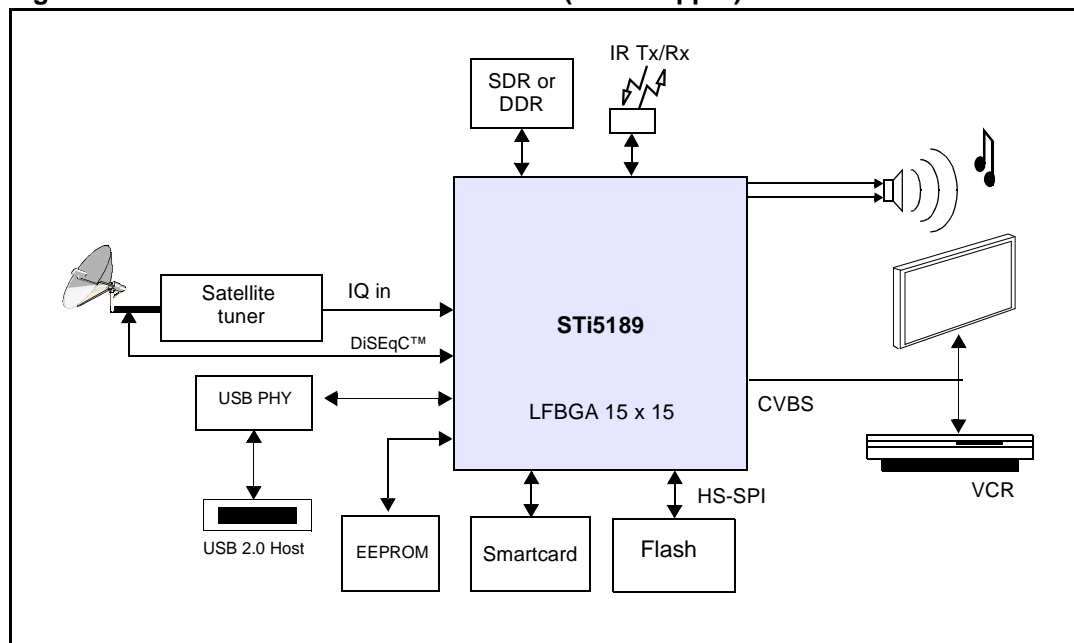 SDR or
DDR
IR Tx/Rx
Satellite
tuner
IQ in
DiSEqC™
STi5189
LFBGA 15 x 15
USB PHY
CVBS
VCR
HS-SPI
USB 2.0 Host
EEPROM
Smartcard
Flash